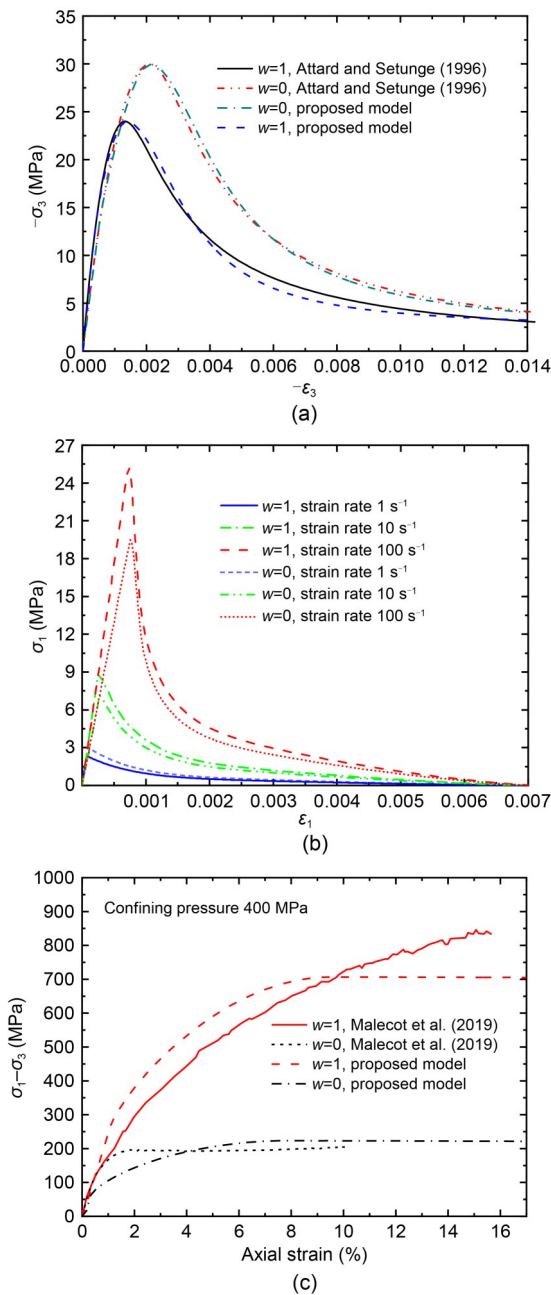 35
30
25
20
15
10
5
0
−σ3 (MPa)
w=1, Attard and Setunge (1996)
w=0, Attard and Setunge (1996)
w=0, proposed model
w=1, proposed model
0.000 0.002 0.004 0.006 0.008 0.010 0.012 0.014
−ε3
(a)
27
24
21
18
15
12
9
6
3
0
σ1 (MPa)
w=1, strain rate 1 s−1
w=1, strain rate 10 s−1
w=1, strain rate 100 s−1
w=0, strain rate 1 s−1
w=0, strain rate 10 s−1
w=0, strain rate 100 s−1
0.001 0.002 0.003 0.004 0.005 0.006 0.007
ε1
(b)
1000
900
800
700
600
500
400
300
200
100
0
σ1−σ3 (MPa)
Confining pressure 400 MPa
w=1, Malecot et al. (2019)
w=0, Malecot et al. (2019)
w=1, proposed model
w=0, proposed model
0 2 4 6 8 10 12 14 16
Axial strain (%)
(c)